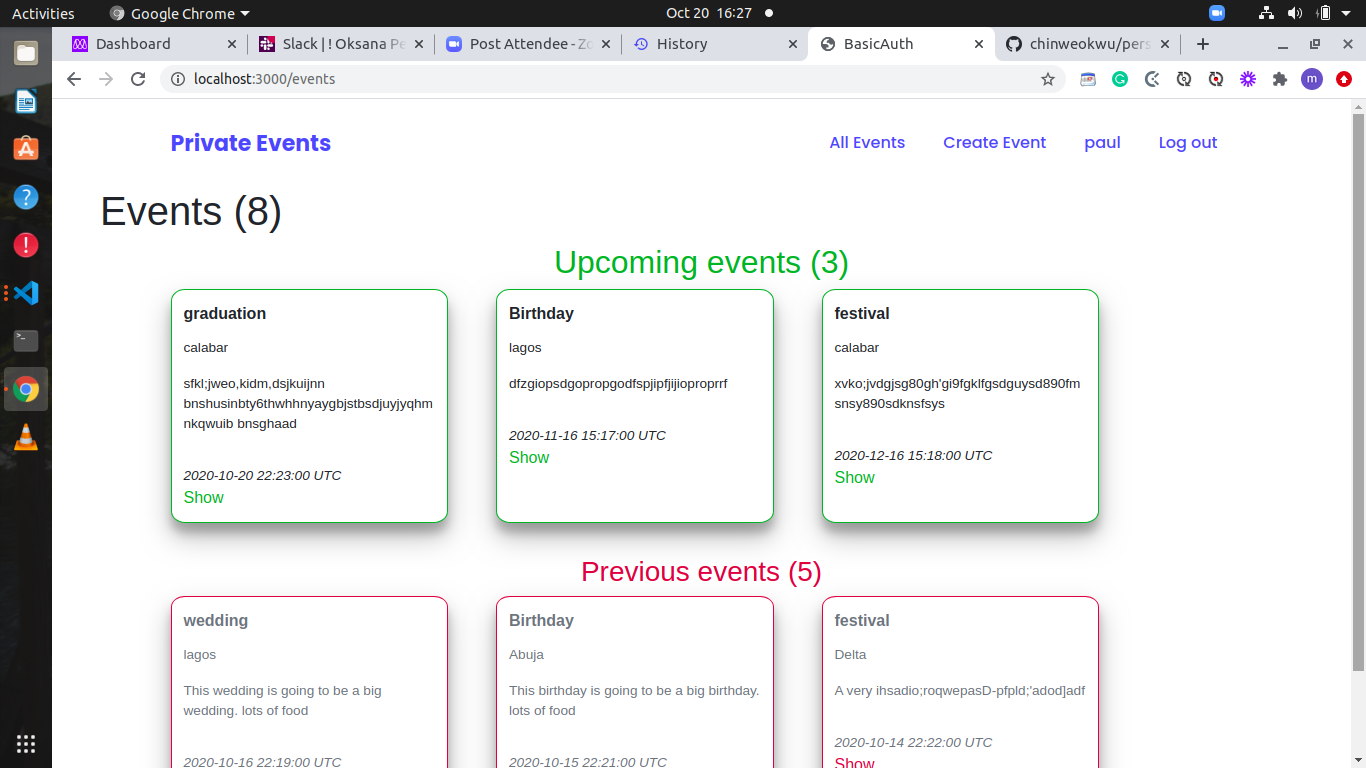 Activities Google Chrome Oct 20 16:27
Dashboard Slack | ! Oksana Pe Post Attendee - Zo History BasicAuth chinweokwu/pers
localhost:3000/events m
Private Events All Events Create Event paul Log out
Events (8)
Upcoming events (3)
graduation
calabar
sfkl;jweo,kidm,dsjkuijnn
bnshusinbty6thwhhnyaygbjstbsdjuyjyqhm
nkqwuib bnsghaad
2020-10-20 22:23:00 UTC
Show
Birthday
lagos
dfzgiopsdgopropgodfspjipfjijioproprrf
2020-11-16 15:17:00 UTC
Show
festival
calabar
xvko;jvdgjsg80gh'gi9fgklfgsdguysd890fm
snsy890sdknsfsys
2020-12-16 15:18:00 UTC
Show
Previous events (5)
wedding
lagos
This wedding is going to be a big
wedding. lots of food
2020-10-16 22:19:00 UTC
Birthday
Abuja
This birthday is going to be a big birthday.
lots of food
2020-10-15 22:21:00 UTC
festival
Delta
A very ihsadio;roqwepasD-pfpld;'adod]adf
2020-10-14 22:22:00 UTC
Show